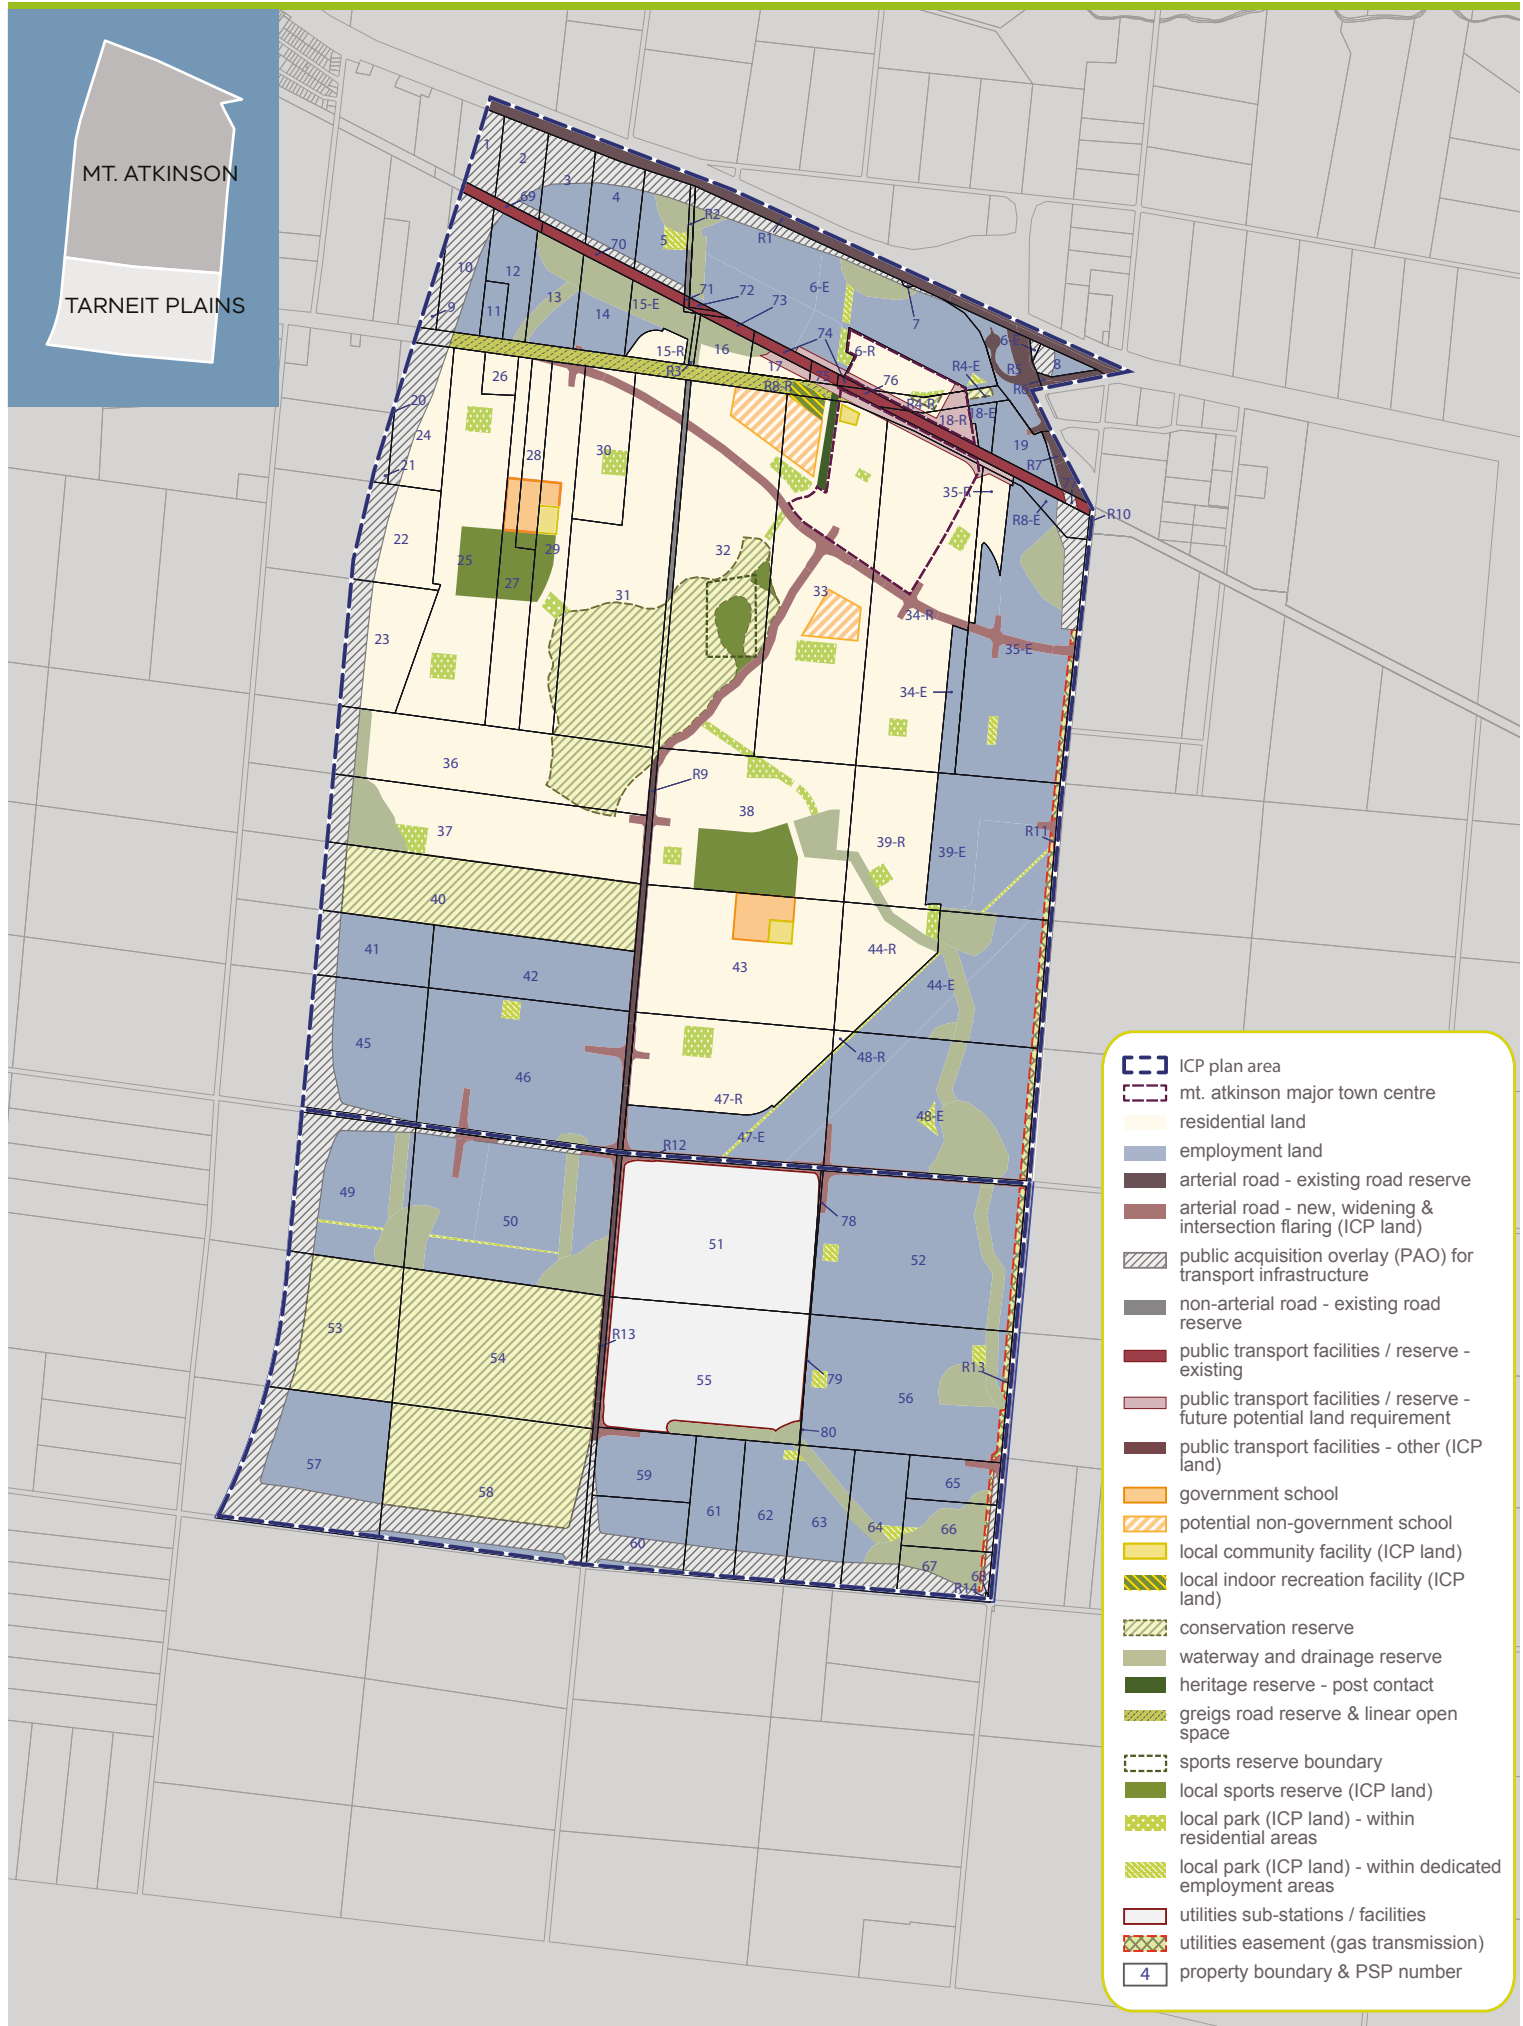 MT. ATKINSON
TARNEIT PLAINS
1
2
3
4
69
5
R2
R1
70
10
12
13
71
72
73
6-E
7
9
11
14
15-E
74
6-E
8
15-R
16
17
75
6-R
R4-E
R5
R6
R3
R8-R
76
R4-R
18-R
18-E
19
R7
77
26
20
24
21
28
30
35-R
R8-E
R10
22
25
27
29
32
31
33
34-R
23
35-E
34-E
36
R9
38
37
39-R
39-E
R11
40
41
42
43
44-R
44-E
45
46
48-R
47-R
47-E
48-E
R12
49
50
51
78
52
53
54
R13
55
79
R13
56
80
57
58
59
65
61
62
63
64
66
60
67
68
R14
ICP plan area
mt. atkinson major town centre
residential land
employment land
arterial road - existing road reserve
arterial road - new, widening &
intersection flaring (ICP land)
public acquisition overlay (PAO) for
transport infrastructure
non-arterial road - existing road
reserve
public transport facilities / reserve -
existing
public transport facilities / reserve -
future potential land requirement
public transport facilities - other (ICP
land)
government school
potential non-government school
local community facility (ICP land)
local indoor recreation facility (ICP
land)
conservation reserve
waterway and drainage reserve
heritage reserve - post contact
greigs road reserve & linear open
space
sports reserve boundary
local sports reserve (ICP land)
local park (ICP land) - within
residential areas
local park (ICP land) - within dedicated
employment areas
utilities sub-stations / facilities
utilities easement (gas transmission)
4 property boundary & PSP number